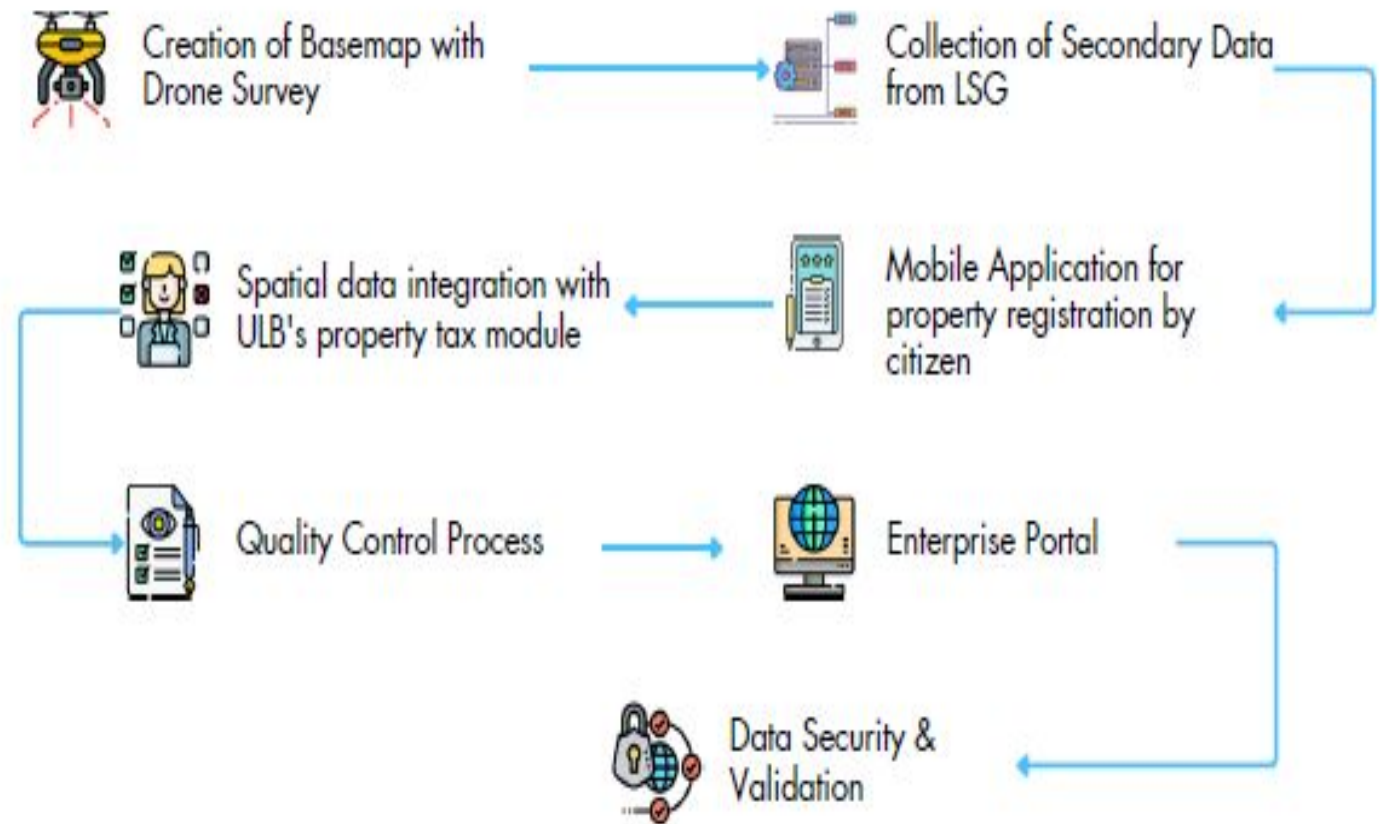 Creation of Basemap with
Drone Survey
Collection of Secondary Data
from LSG
Mobile Application for
property registration by
citizen
Spatial data integration with
ULB's property tax module
Quality Control Process
Enterprise Portal
Data Security &
Validation